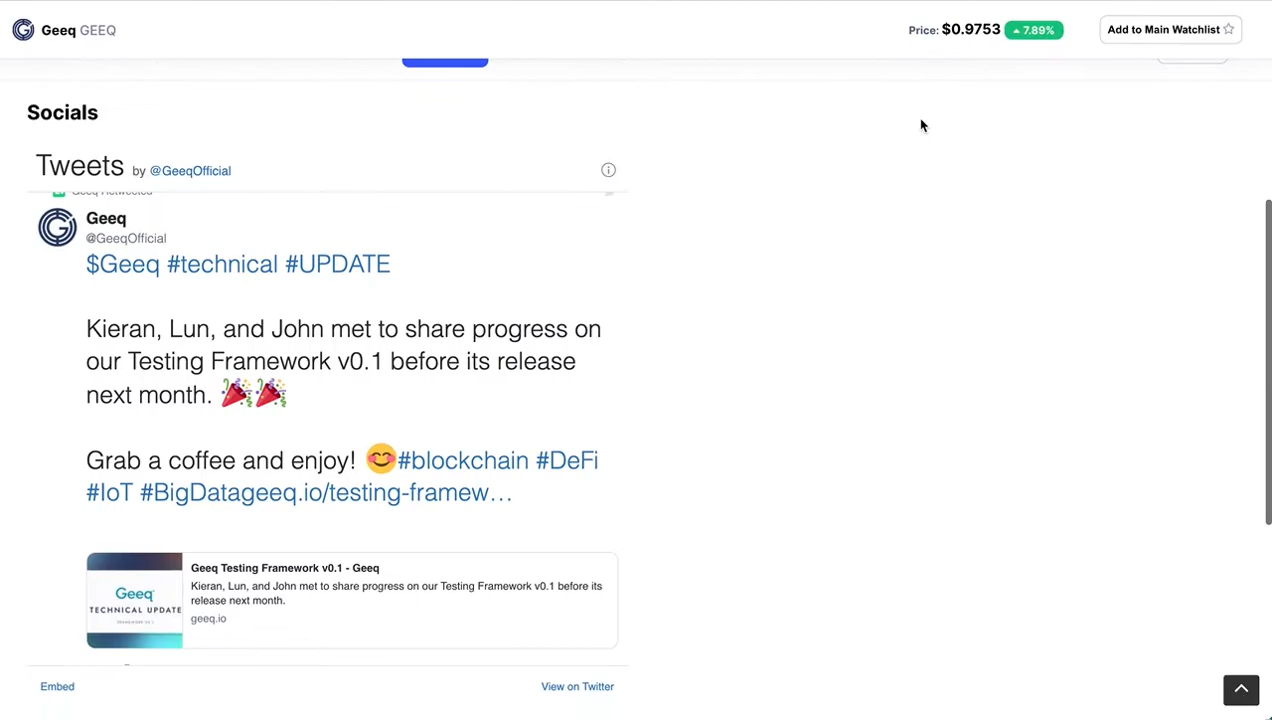 Geeq GEEQ
Price: $0.9753 7.89%
Add to Main Watchlist
Socials
Tweets by @GeeqOfficial
Geeq Retweeted
Geeq
@GeeqOfficial
$Geeq #technical #UPDATE
Kieran, Lun, and John met to share progress on
our Testing Framework v0.1 before its release
next month. 🎉🎉
Grab a coffee and enjoy! 😊#blockchain #DeFi
#IoT #BigDatageeq.io/testing-framew…
Geeq Testing Framework v0.1 - Geeq
Kieran, Lun, and John met to share progress on our Testing Framework v0.1 before its
release next month.
geeq.io
Geeq
TECHNICAL UPDATE
Embed
View on Twitter